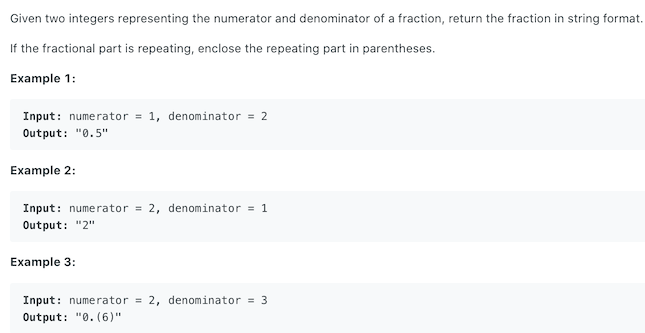 Given two integers representing the numerator and denominator of a fraction, return the fraction in string format.
If the fractional part is repeating, enclose the repeating part in parentheses.
Example 1:
Input: numerator = 1, denominator = 2
Output: "0.5"
Example 2:
Input: numerator = 2, denominator = 1
Output: "2"
Example 3:
Input: numerator = 2, denominator = 3
Output: "0.(6)"